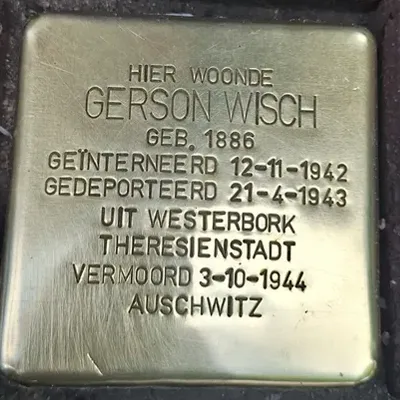 HIER WOONDE
GERSON WISCH
GEB. 1886
GEÏNTERNEERD 12-11-1942
GEDEPORTEERD 21-4-1943
UIT WESTERBORK
THERESIENSTADT
VERMOORD 3-10-1944
AUSCHWITZ